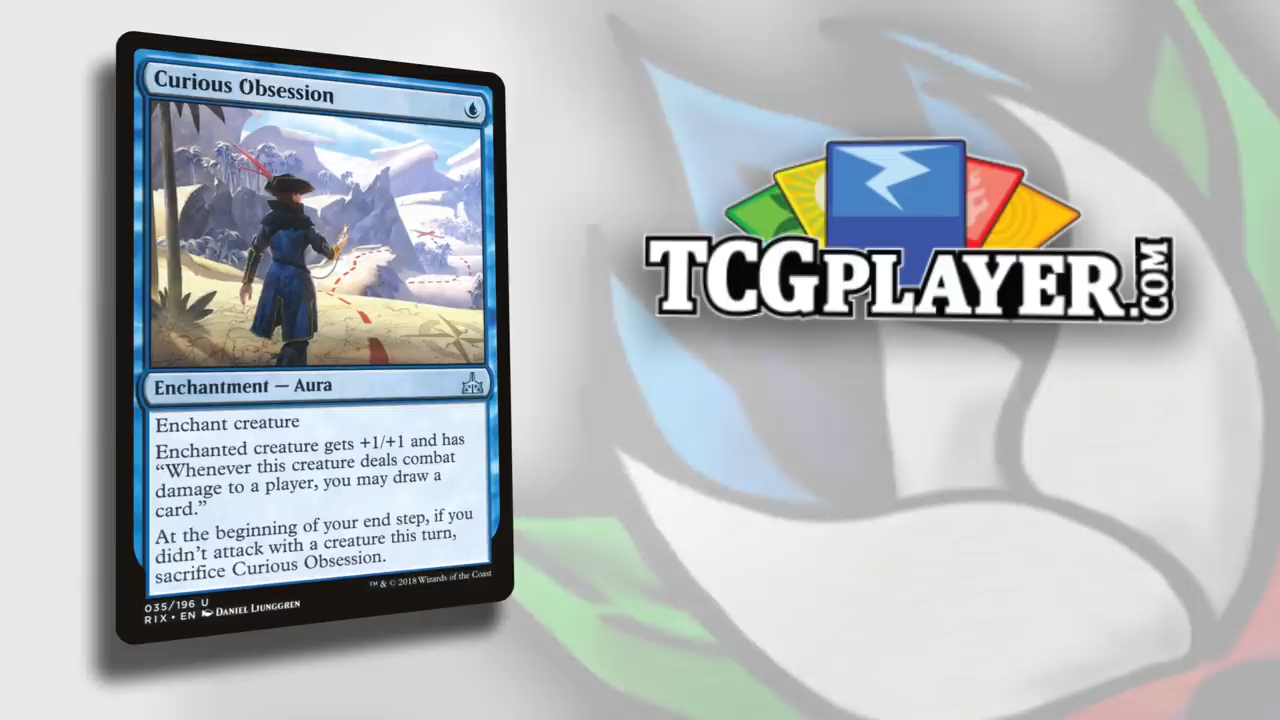 Curious Obsession
Enchantment — Aura
Enchant creature
Enchanted creature gets +1/+1 and has
“Whenever this creature deals combat
damage to a player, you may draw a
card.”
At the beginning of your end step, if you
didn’t attack with a creature this turn,
sacrifice Curious Obsession.
™ & © 2018 Wizards of the Coast
035/196 U
RIX • EN Daniel Ljunggren
TCGPLAYER.COM